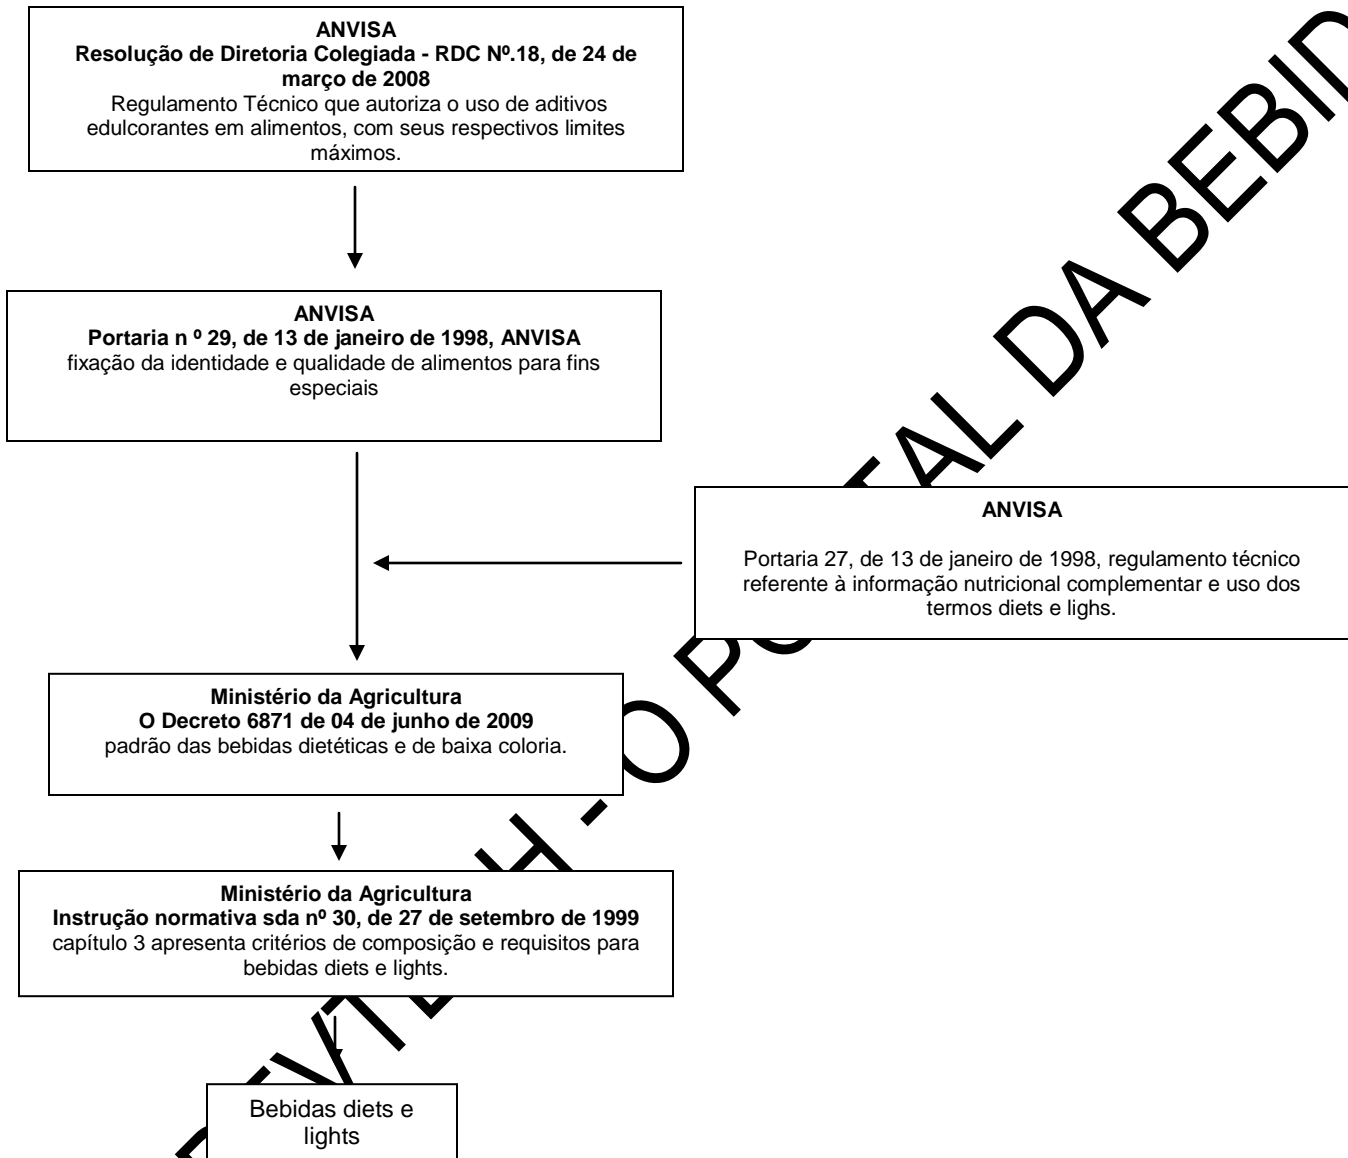 ANVISA
Resolução de Diretoria Colegiada - RDC Nº.18, de 24 de
março de 2008
Regulamento Técnico que autoriza o uso de aditivos
edulcorantes em alimentos, com seus respectivos limites
máximos.
ANVISA
Portaria n º 29, de 13 de janeiro de 1998, ANVISA
fixação da identidade e qualidade de alimentos para fins
especiais
ANVISA
Portaria 27, de 13 de janeiro de 1998, regulamento técnico
referente à informação nutricional complementar e uso dos
termos diets e lighs.
Ministério da Agricultura
O Decreto 6871 de 04 de junho de 2009
padrão das bebidas dietéticas e de baixa coloria.
Ministério da Agricultura
Instrução normativa sda nº 30, de 27 de setembro de 1999
capítulo 3 apresenta critérios de composição e requisitos para
bebidas diets e lights.
Bebidas diets e
lights
- O DA